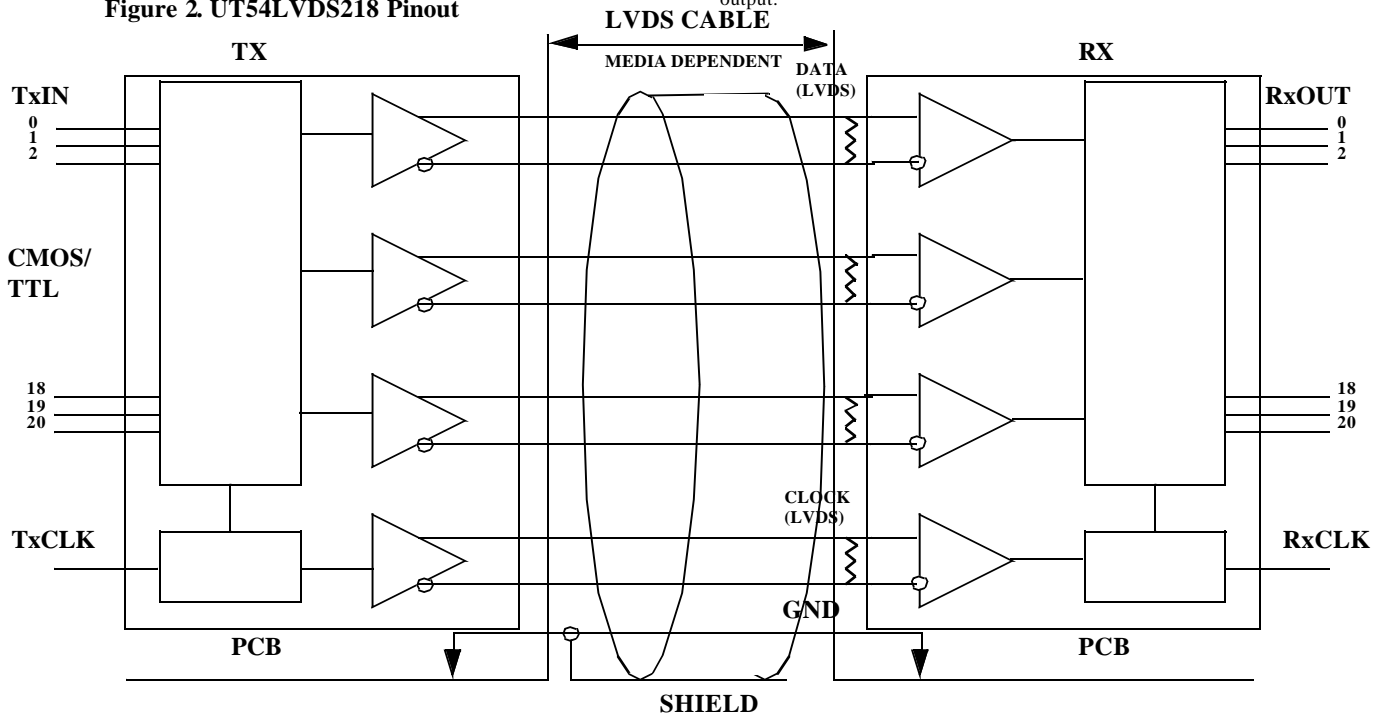 Figure 2. UT54LVDS218 Pinout
output.
LVDS CABLE
MEDIA DEPENDENT
TX
RX
DATA
(LVDS)
TxIN
0
1
2
RxOUT
0
1
2
CMOS/
TTL
18
19
20
18
19
20
CLOCK
(LVDS)
TxCLK
RxCLK
GND
PCB
PCB
SHIELD